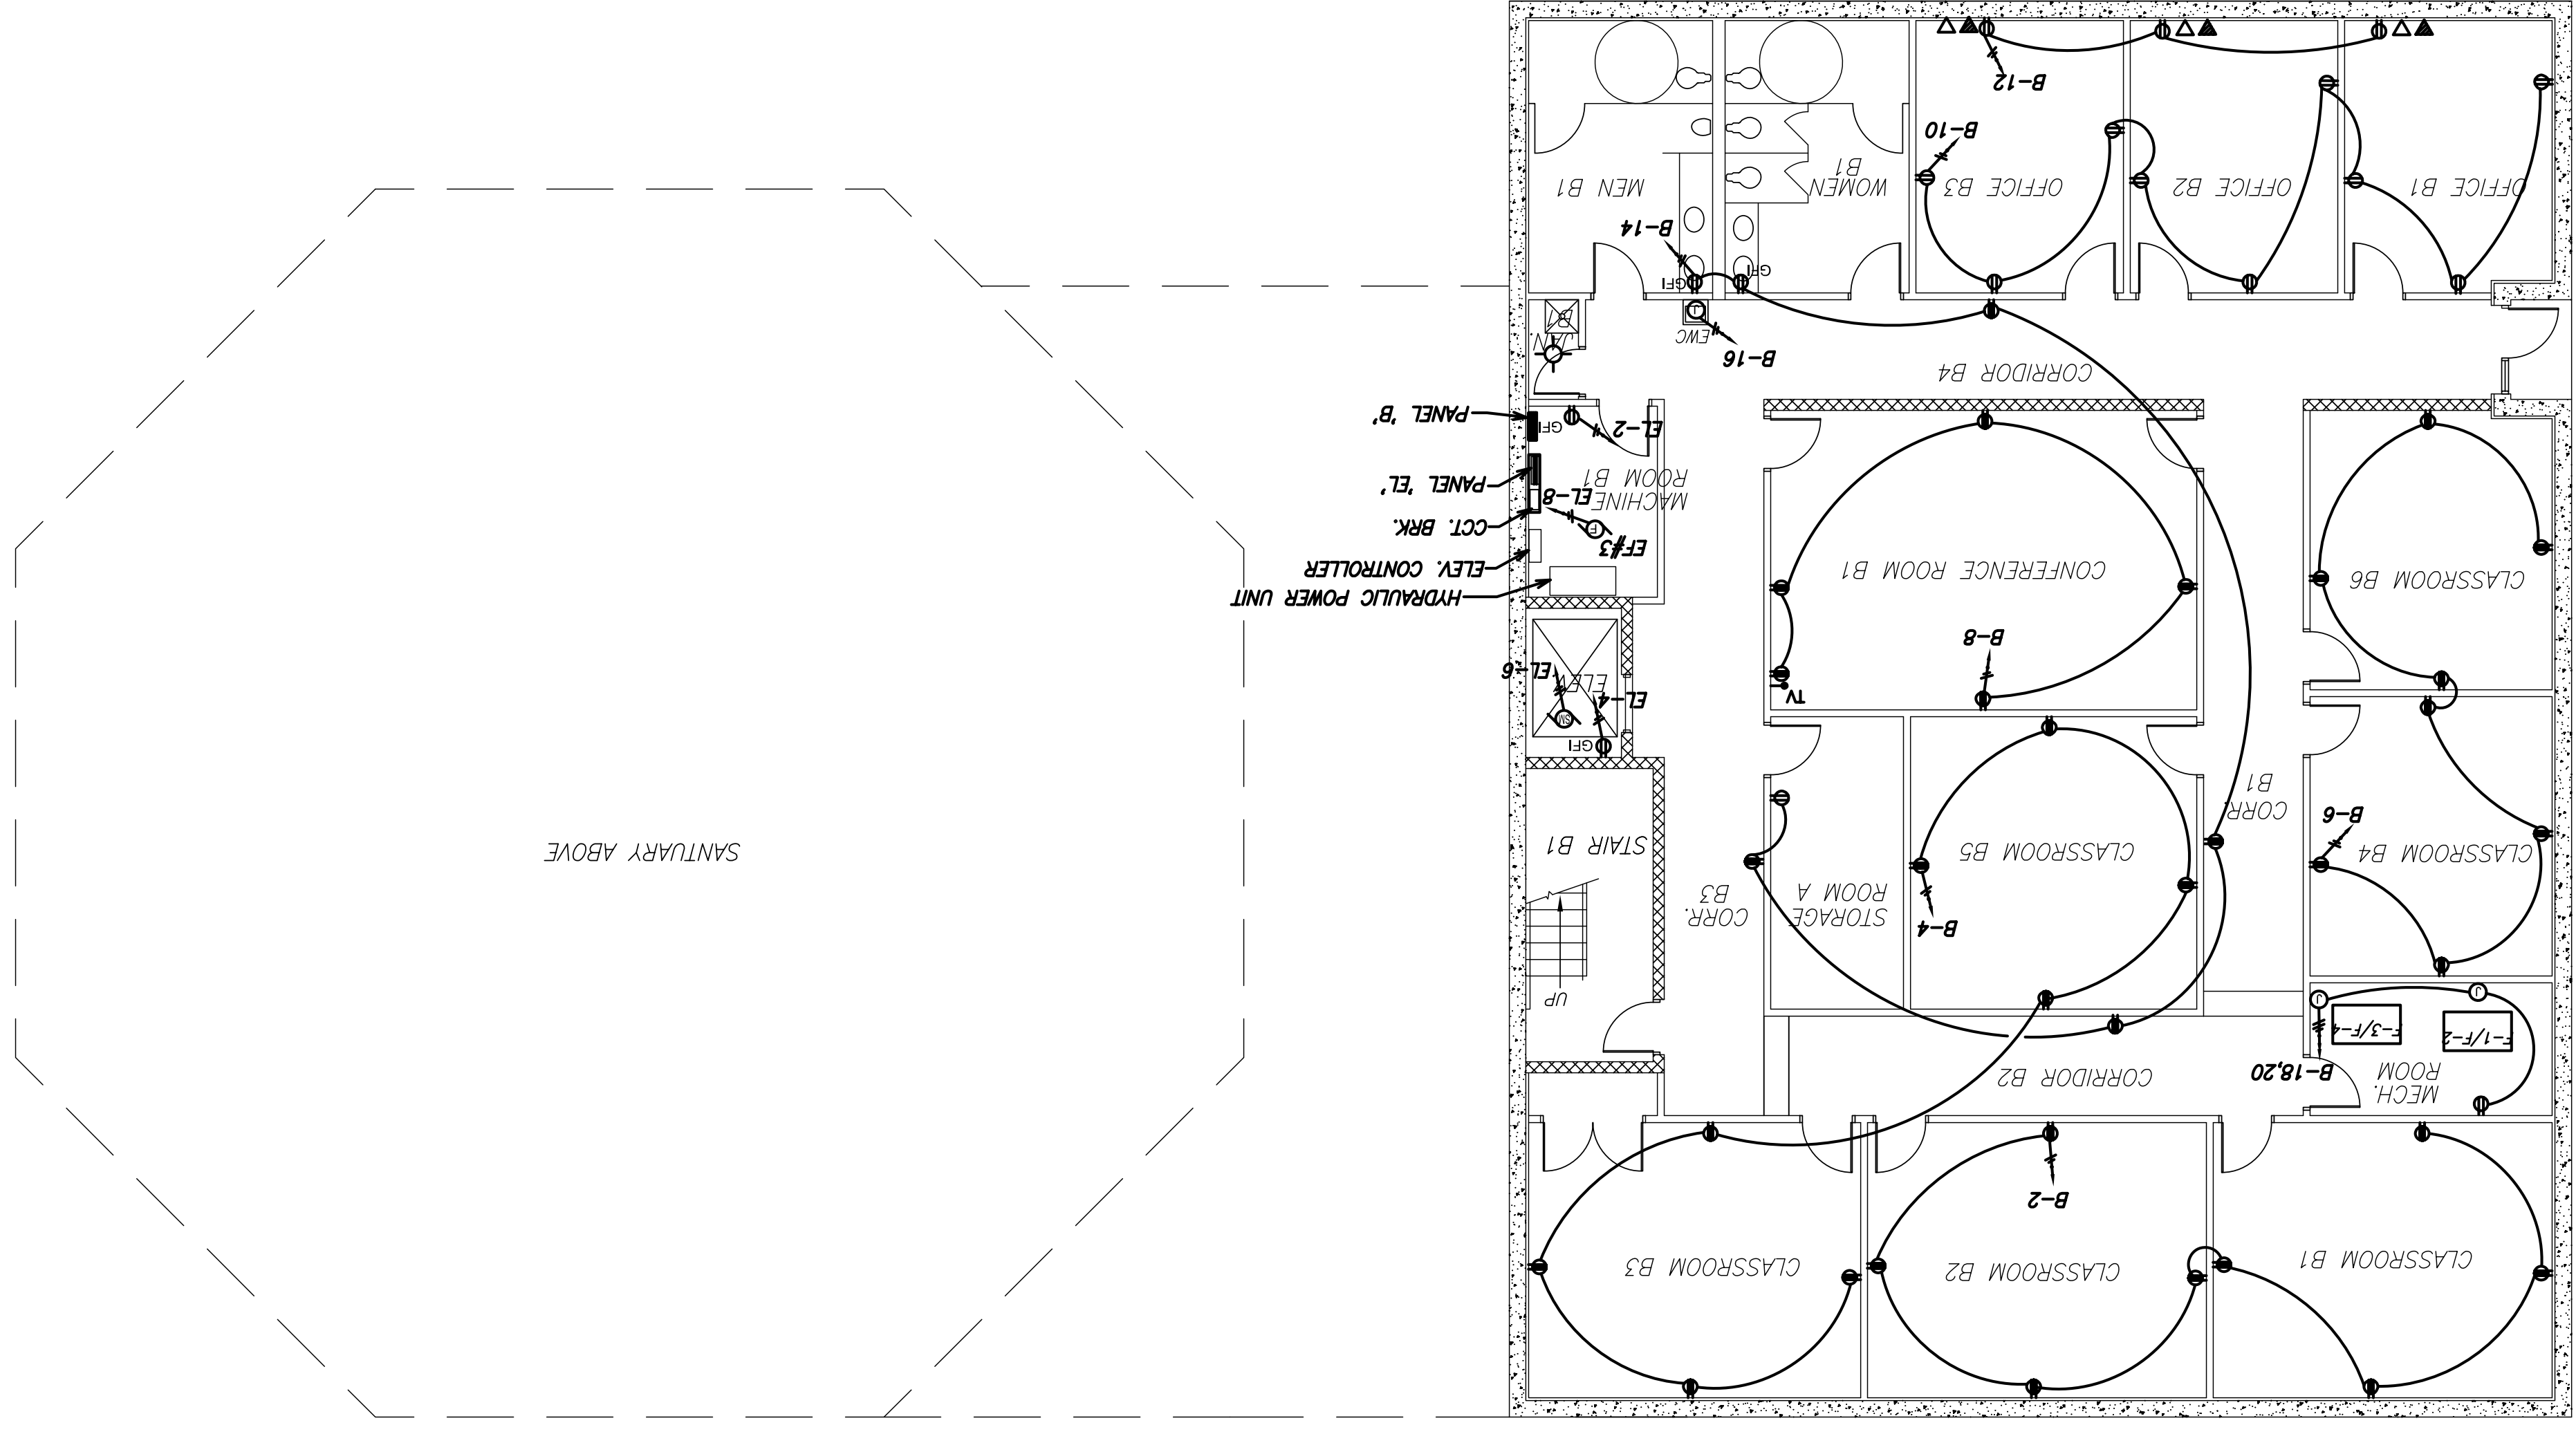 B-12
B-10
MEN B1
WOMEN
B1
OFFICE B3
OFFICE B2
OFFICE B1
B-14
GFI
GFI
JAN.
B1
J
EWC
B-16
CORRIDOR B4
PANEL 'B'
GFI
EL-2
PANEL 'EL'
MACHINE
ROOM B1
EL-8
CCT. BRK.
F
EF#3
ELEV. CONTROLLER
HYDRAULIC POWER UNIT
CONFERENCE ROOM B1
CLASSROOM B6
B-8
TV
EL-6
ELEV
EL-4
SM
GFI
SANTUARY ABOVE
STAIR B1
UP
CORR.
B3
STORAGE
ROOM A
CLASSROOM B5
B-4
CORR.
B1
B-6
CLASSROOM B4
J
J
F-3/F-4
F-1/F-2
B-18,20
MECH.
ROOM
CORRIDOR B2
B-2
CLASSROOM B3
CLASSROOM B2
CLASSROOM B1